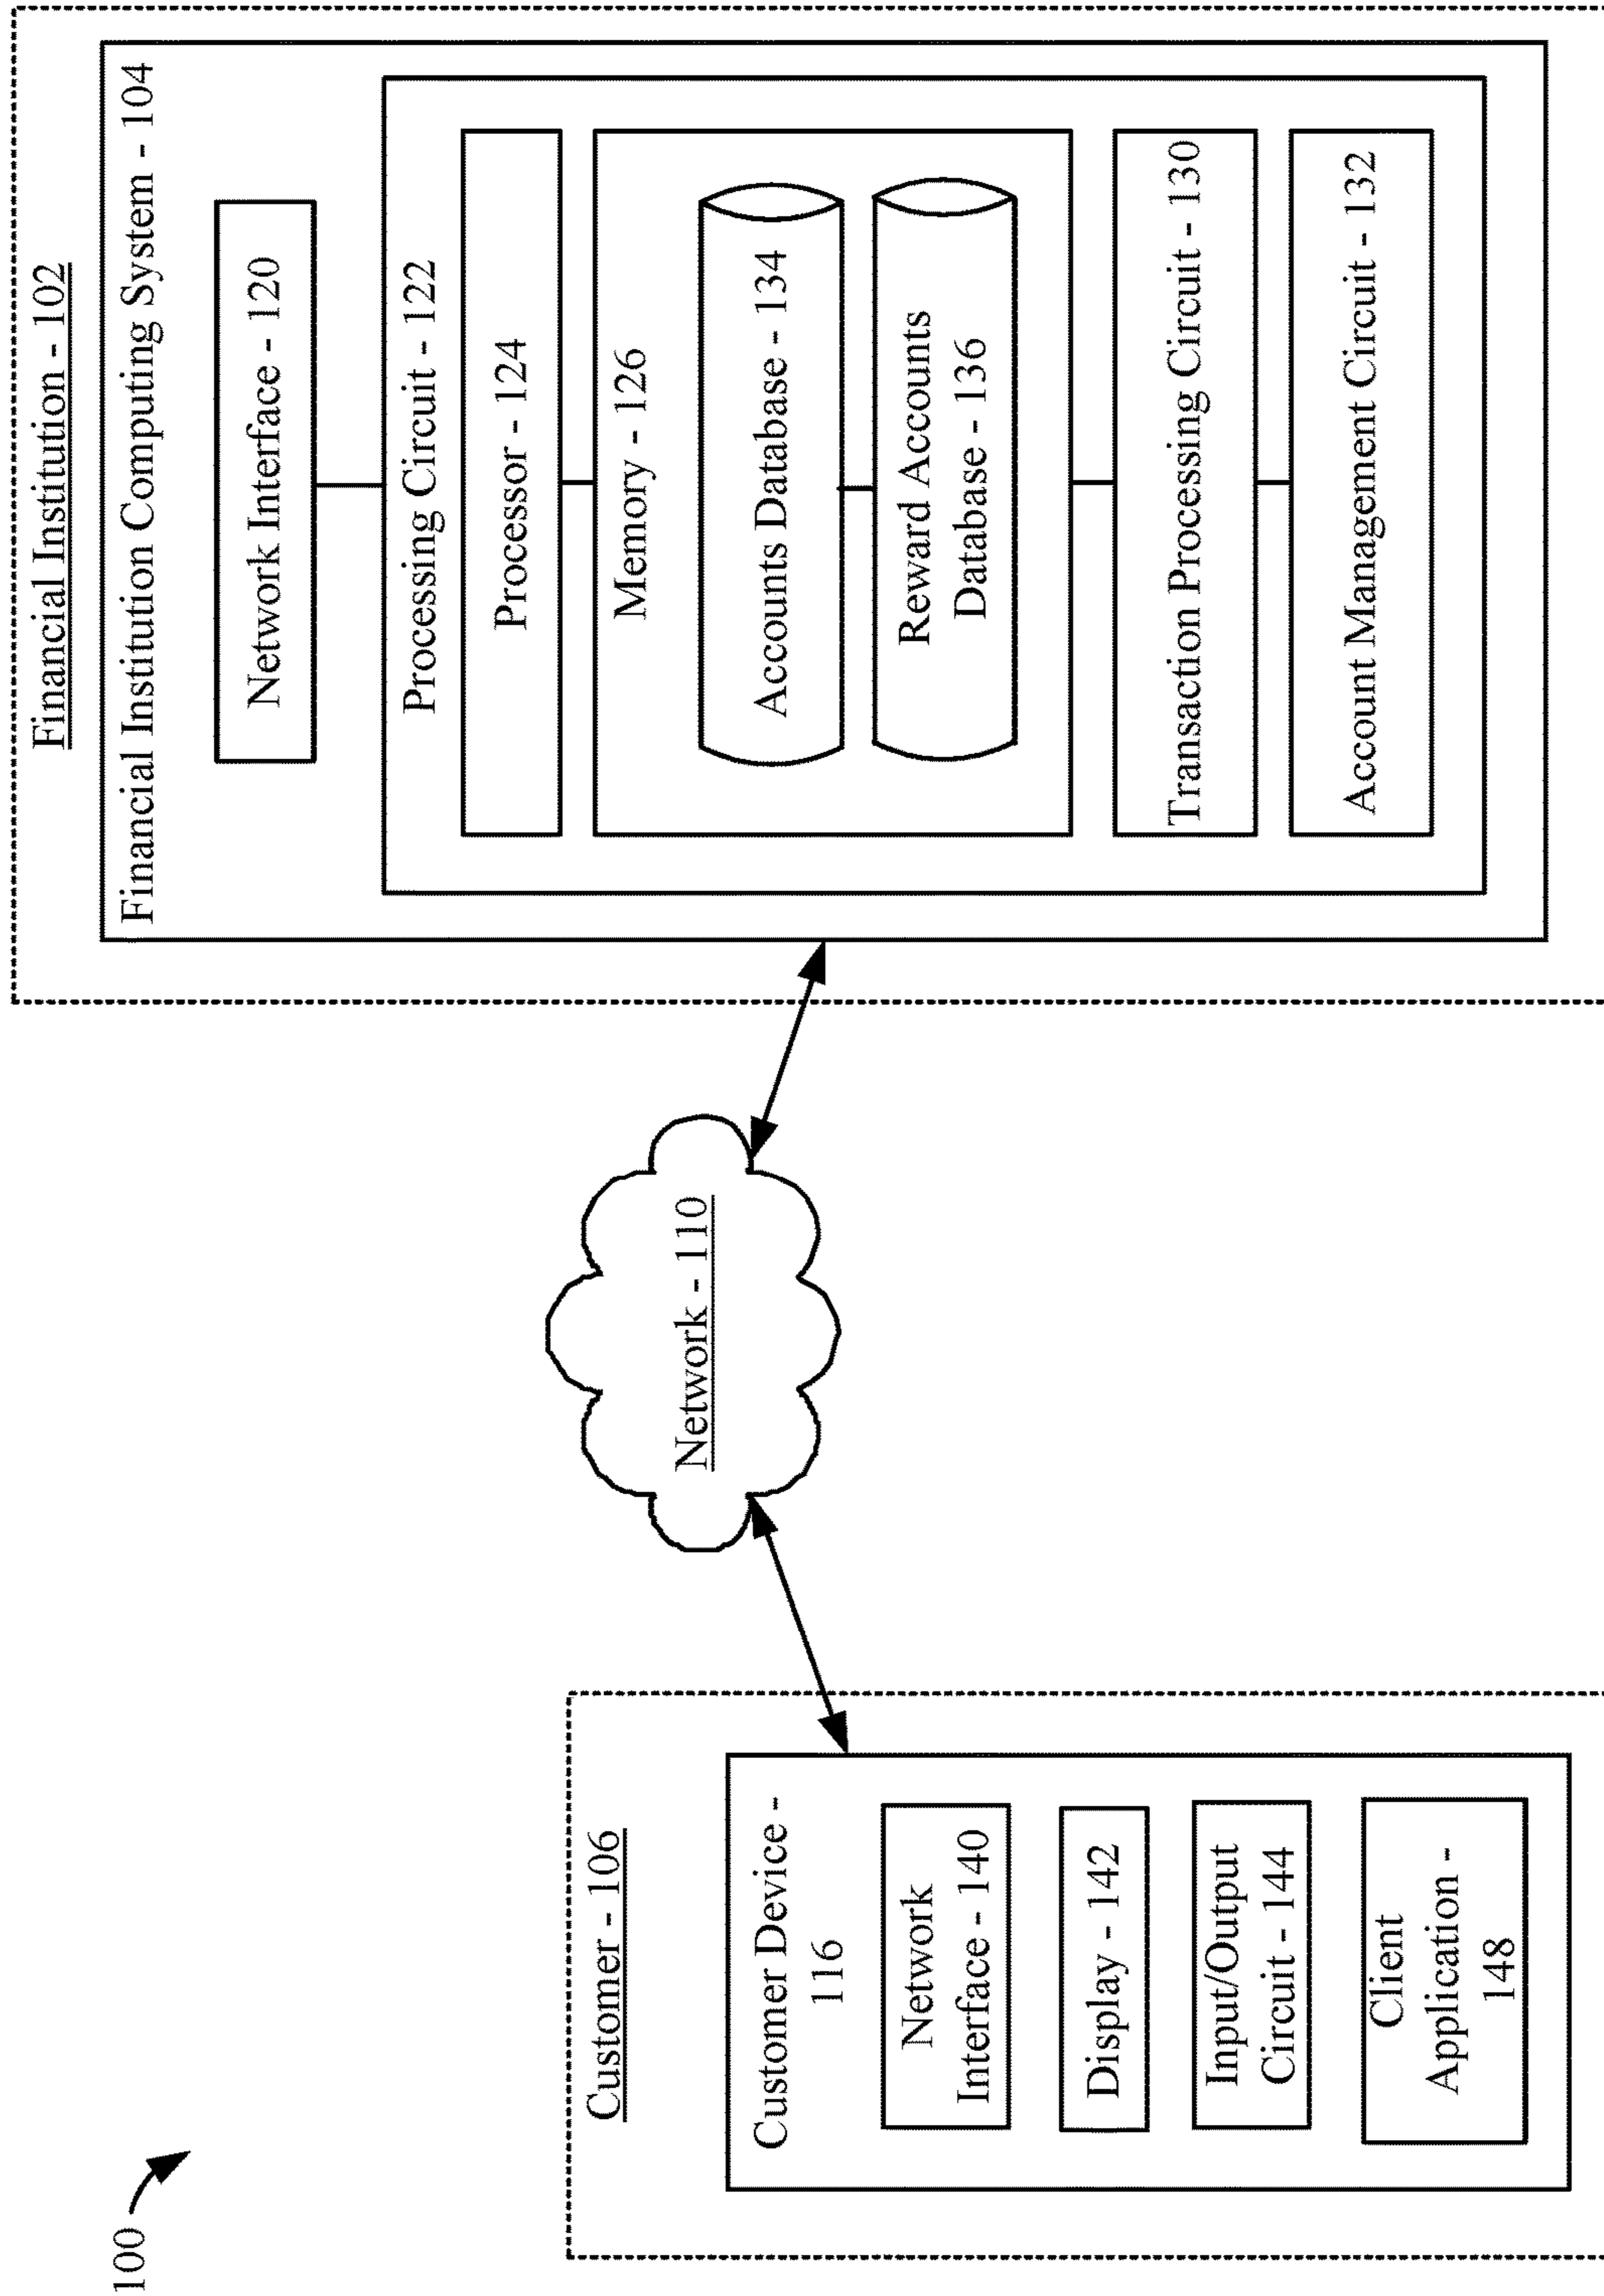 100
Customer - 106
Customer Device -
116
Network
Interface - 140
Display - 142
Input/Output
Circuit - 144
Client
Application -
148
Network - 110
Financial Institution - 102
Financial Institution Computing System - 104
Network Interface - 120
Processing Circuit - 122
Processor - 124
Memory - 126
Accounts Database - 134
Reward Accounts
Database - 136
Transaction Processing Circuit - 130
Account Management Circuit - 132